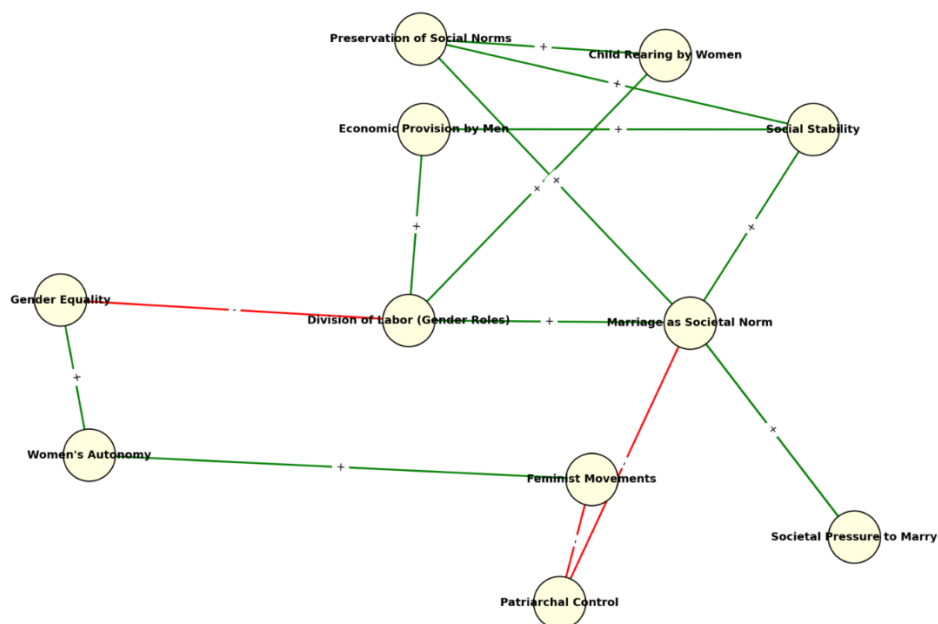 Preservation of Social Norms
+
Child Rearing by Women
+
Economic Provision by Men
+
Social Stability
+
+
+
+
+
Gender Equality
-
Division of Labor (Gender Roles)
+
Marriage as Societal Norm
+
+
Women's Autonomy
+
-
Feminist Movements
Societal Pressure to Marry
-
Patriarchal Control